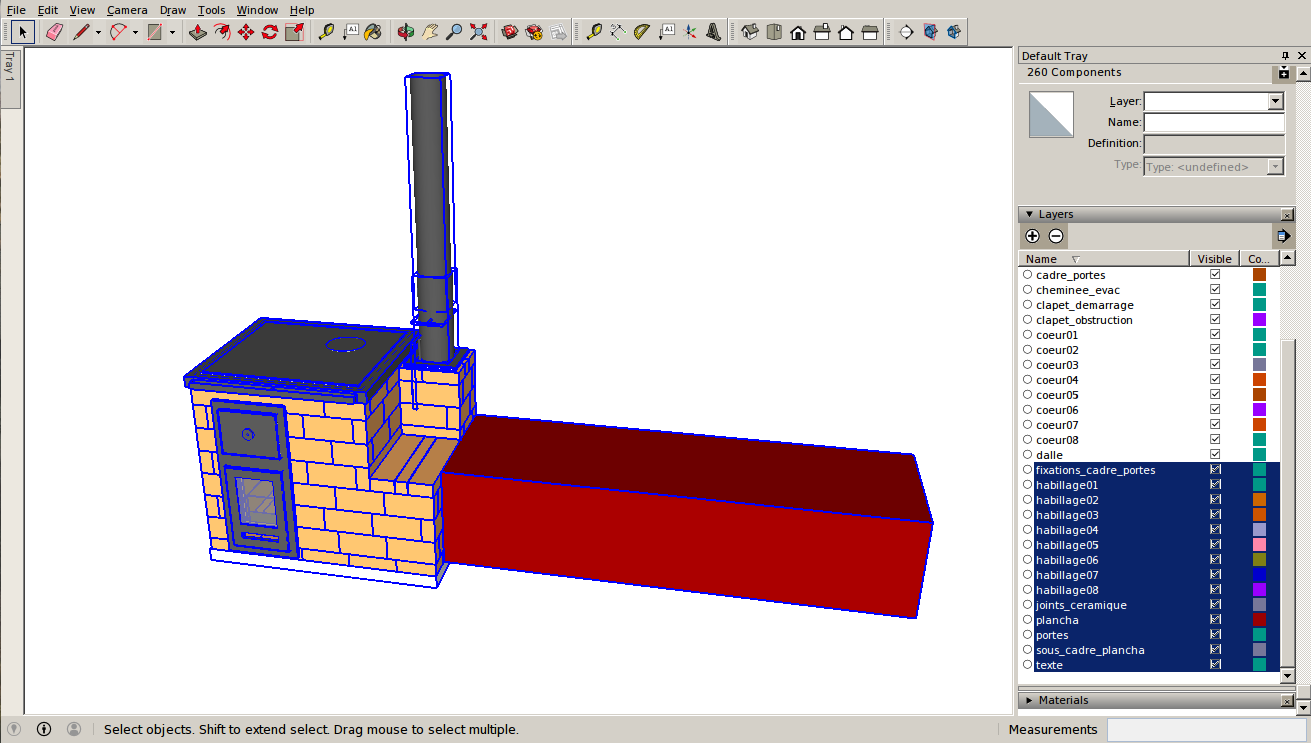 File Edit View Camera Draw Tools Window Help
Tray 1
Default Tray
260 Components
Layer:
Name:
Definition:
Type: Type: <undefined>
Layers
Name Visible Co...
cadre_portes
cheminee_evac
clapet_demarrage
clapet_obstruction
coeur01
coeur02
coeur03
coeur04
coeur05
coeur06
coeur07
coeur08
dalle
fixations_cadre_portes
habillage01
habillage02
habillage03
habillage04
habillage05
habillage06
habillage07
habillage08
joints_ceramique
plancha
portes
sous_cadre_plancha
texte
Materials
Select objects. Shift to extend select. Drag mouse to select multiple.
Measurements